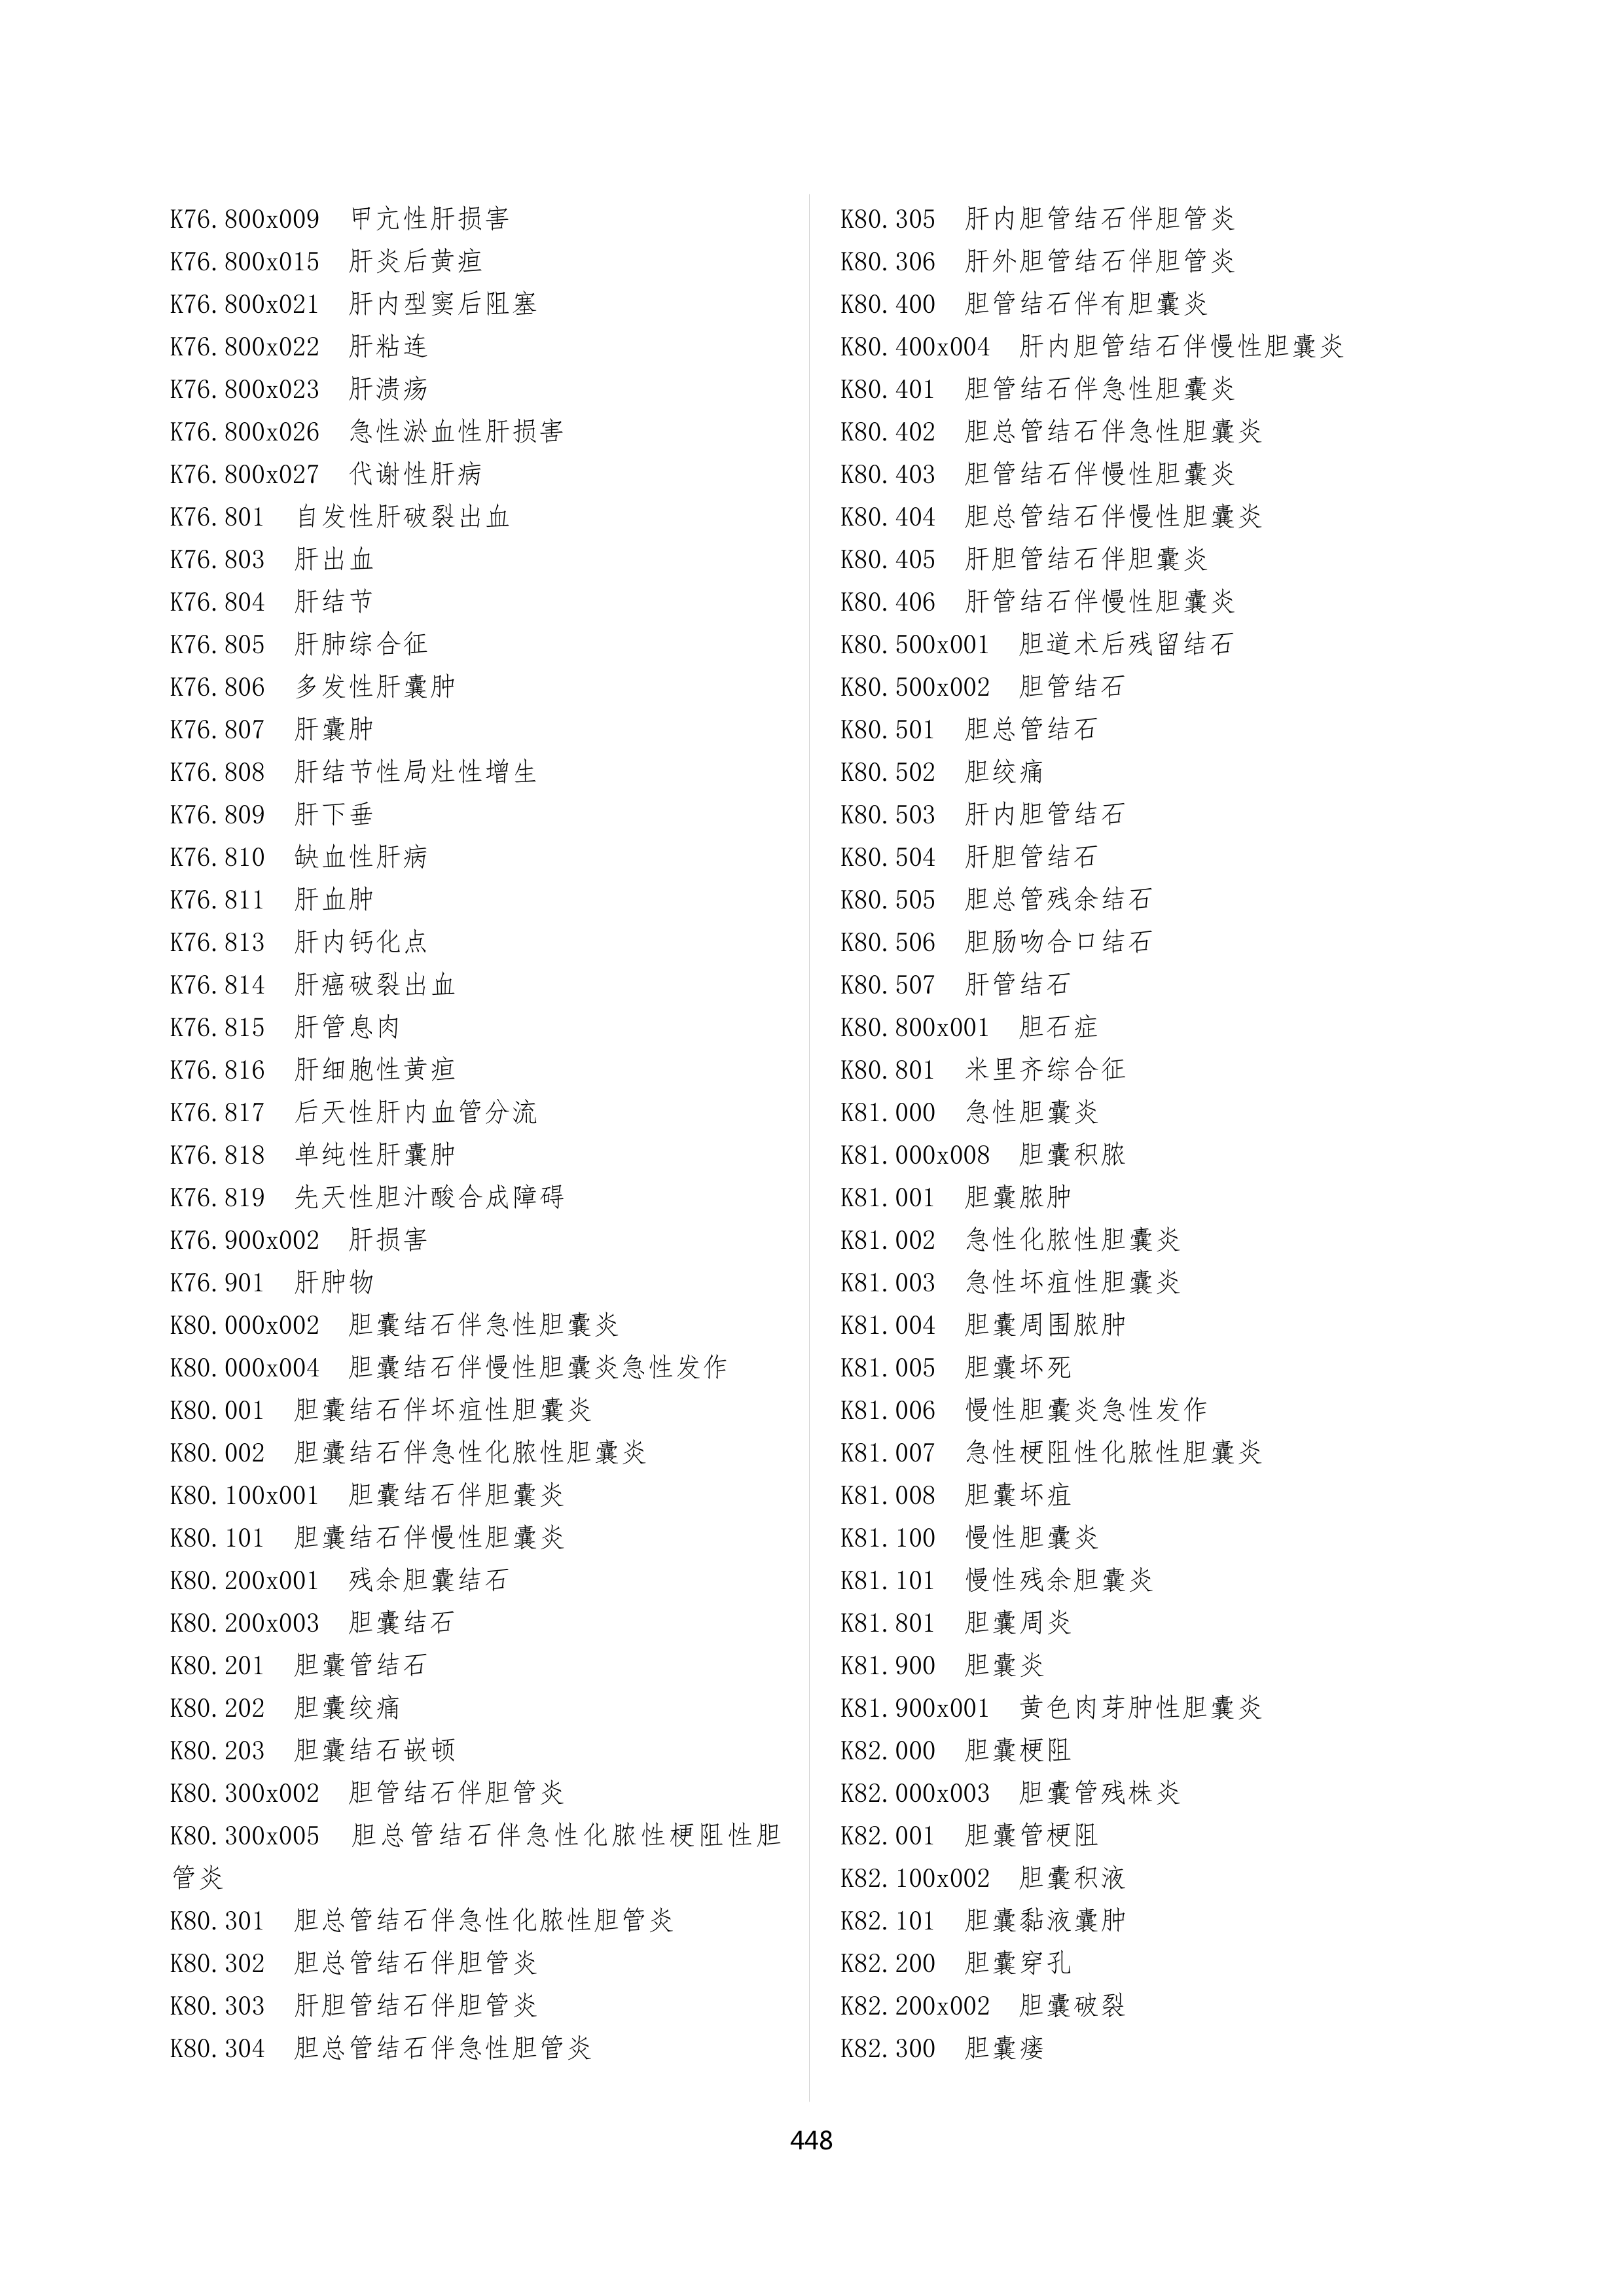 K76.800x009 甲亢性肝损害
K76.800x015 肝炎后黄疸
K76.800x021 肝内型窦后阻塞
K76.800x022 肝粘连
K76.800x023 肝溃疡
K76.800x026 急性淤血性肝损害
K76.800x027 代谢性肝病
K76.801 自发性肝破裂出血
K76.803 肝出血
K76.804 肝结节
K76.805 肝肺综合征
K76.806 多发性肝囊肿
K76.807 肝囊肿
K76.808 肝结节性局灶性增生
K76.809 肝下垂
K76.810 缺血性肝病
K76.811 肝血肿
K76.813 肝内钙化点
K76.814 肝癌破裂出血
K76.815 肝管息肉
K76.816 肝细胞性黄疸
K76.817 后天性肝内血管分流
K76.818 单纯性肝囊肿
K76.819 先天性胆汁酸合成障碍
K76.900x002 肝损害
K76.901 肝肿物
K80.000x002 胆囊结石伴急性胆囊炎
K80.000x004 胆囊结石伴慢性胆囊炎急性发作
K80.001 胆囊结石伴坏疽性胆囊炎
K80.002 胆囊结石伴急性化脓性胆囊炎
K80.100x001 胆囊结石伴胆囊炎
K80.101 胆囊结石伴慢性胆囊炎
K80.200x001 残余胆囊结石
K80.200x003 胆囊结石
K80.201 胆囊管结石
K80.202 胆囊绞痛
K80.203 胆囊结石嵌顿
K80.300x002 胆管结石伴胆管炎
K80.300x005 胆总管结石伴急性化脓性梗阻性胆
管炎
K80.301 胆总管结石伴急性化脓性胆管炎
K80.302 胆总管结石伴胆管炎
K80.303 肝胆管结石伴胆管炎
K80.304 胆总管结石伴急性胆管炎
K80.305 肝内胆管结石伴胆管炎
K80.306 肝外胆管结石伴胆管炎
K80.400 胆管结石伴有胆囊炎
K80.400x004 肝内胆管结石伴慢性胆囊炎
K80.401 胆管结石伴急性胆囊炎
K80.402 胆总管结石伴急性胆囊炎
K80.403 胆管结石伴慢性胆囊炎
K80.404 胆总管结石伴慢性胆囊炎
K80.405 肝胆管结石伴胆囊炎
K80.406 肝管结石伴慢性胆囊炎
K80.500x001 胆道术后残留结石
K80.500x002 胆管结石
K80.501 胆总管结石
K80.502 胆绞痛
K80.503 肝内胆管结石
K80.504 肝胆管结石
K80.505 胆总管残余结石
K80.506 胆肠吻合口结石
K80.507 肝管结石
K80.800x001 胆石症
K80.801 米里齐综合征
K81.000 急性胆囊炎
K81.000x008 胆囊积脓
K81.001 胆囊脓肿
K81.002 急性化脓性胆囊炎
K81.003 急性坏疽性胆囊炎
K81.004 胆囊周围脓肿
K81.005 胆囊坏死
K81.006 慢性胆囊炎急性发作
K81.007 急性梗阻性化脓性胆囊炎
K81.008 胆囊坏疽
K81.100 慢性胆囊炎
K81.101 慢性残余胆囊炎
K81.801 胆囊周炎
K81.900 胆囊炎
K81.900x001 黄色肉芽肿性胆囊炎
K82.000 胆囊梗阻
K82.000x003 胆囊管残株炎
K82.001 胆囊管梗阻
K82.100x002 胆囊积液
K82.101 胆囊黏液囊肿
K82.200 胆囊穿孔
K82.200x002 胆囊破裂
K82.300 胆囊瘘
448